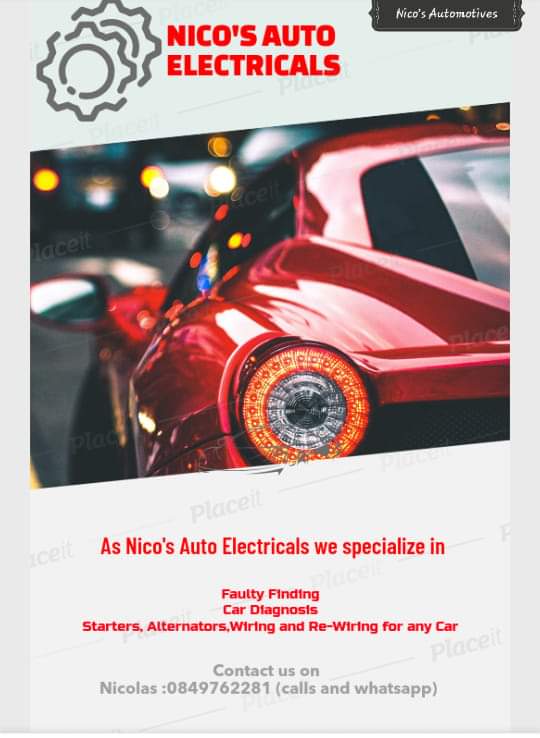 Nico's Automotives
NICO'S AUTO
ELECTRICALS
As Nico's Auto Electricals we specialize in
Faulty Finding
Car Diagnosis
Starters, Alternators,Wiring and Re-Wiring for any Car
Contact us on
Nicolas :0849762281 (calls and whatsapp)
Placeit